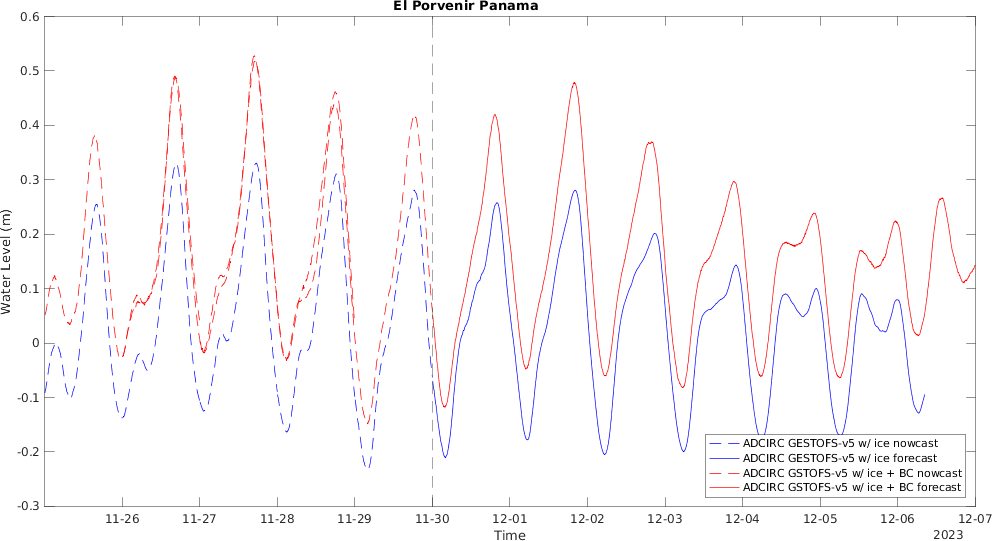 El Porvenir Panama
0.6
0.5
0.4
0.3
0.2
0.1
0
-0.1
-0.2
-0.3
Water Level (m)
ADCIRC GESTOFS-v5 w/ ice nowcast
ADCIRC GESTOFS-v5 w/ ice forecast
ADCIRC GSTOFS-v5 w/ ice + BC nowcast
ADCIRC GSTOFS-v5 w/ ice + BC forecast
11-26 11-27 11-28 11-29 11-30 12-01 12-02 12-03 12-04 12-05 12-06 12-07
Time
2023